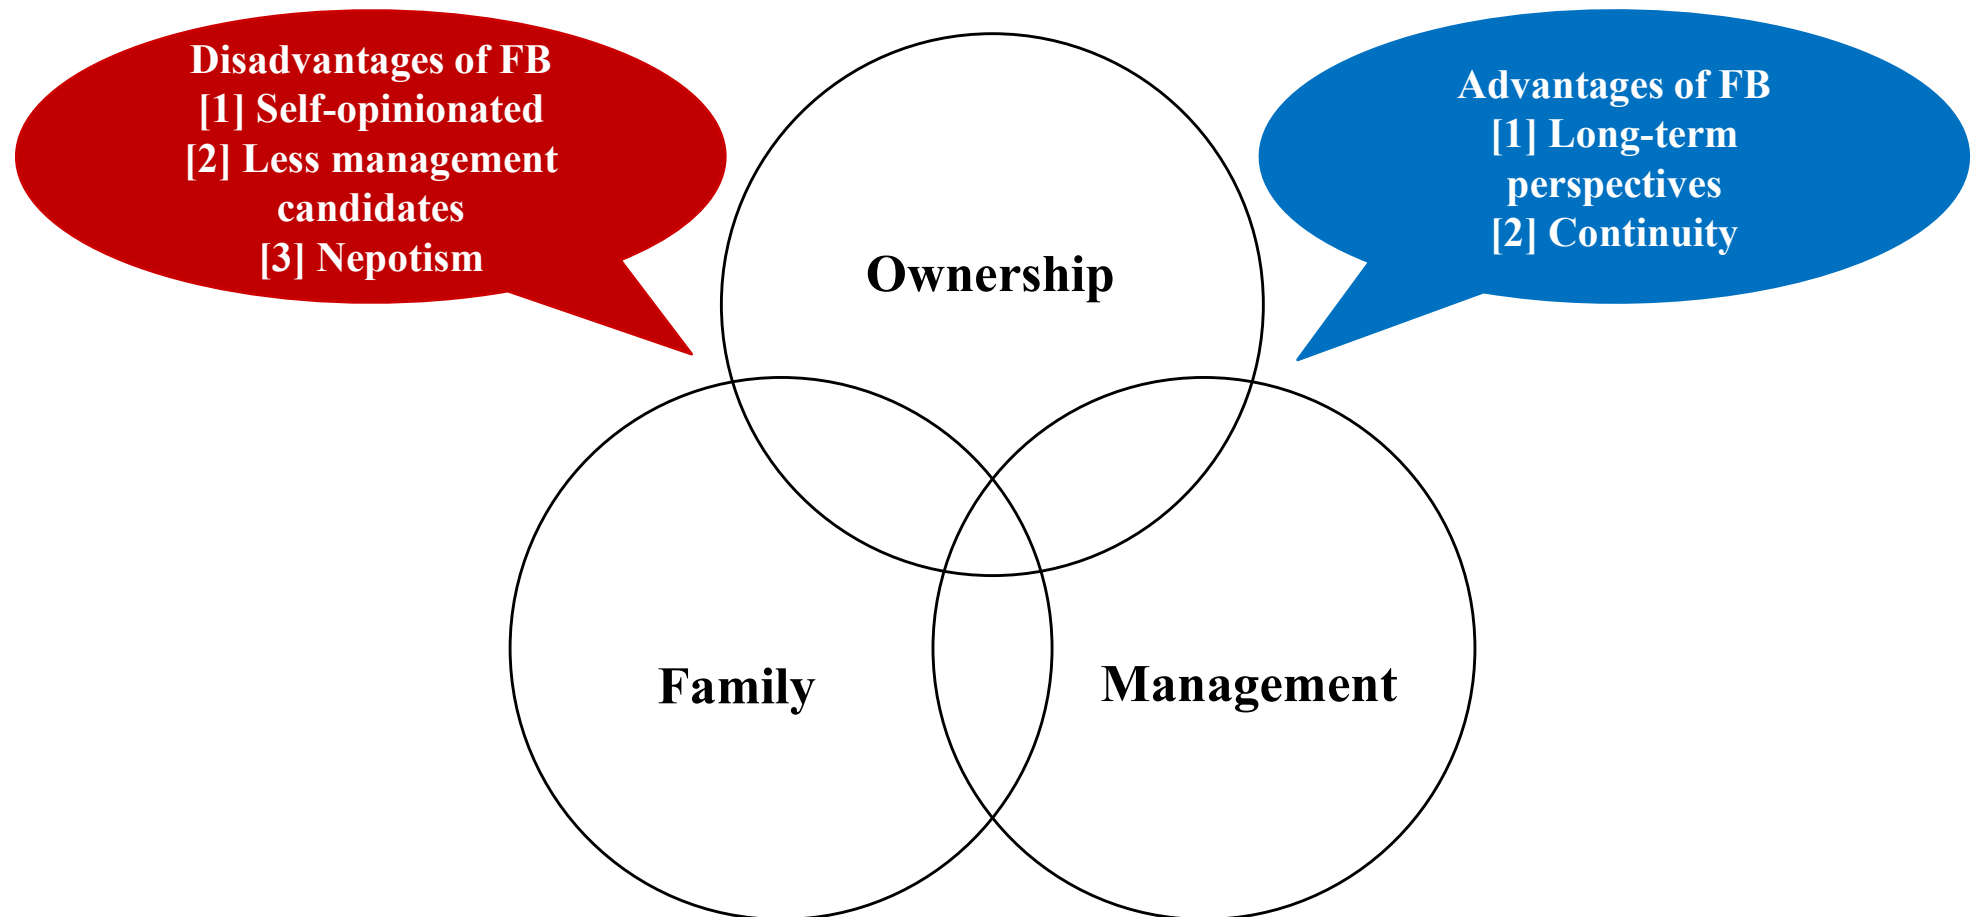 Disadvantages of FB
[1] Self-opinionated
[2] Less management
candidates
[3] Nepotism
Advantages of FB
[1] Long-term
perspectives
[2] Continuity
Ownership
Family
Management